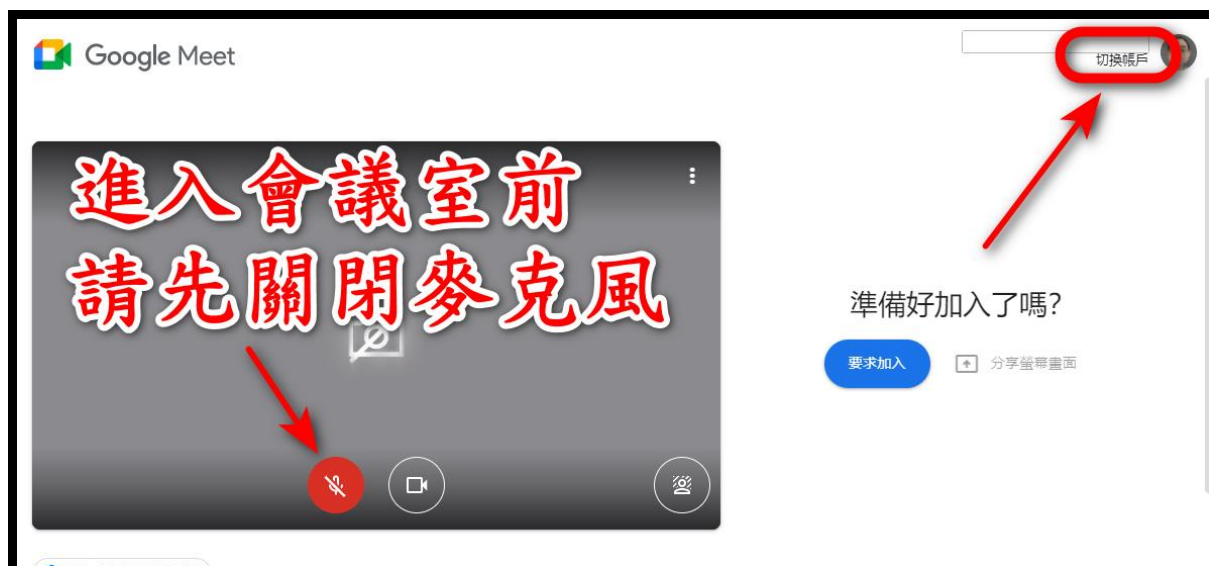 Google Meet
切換帳戶
進入會議室前
請先關閉麥克風
準備好加入了嗎?
要求加入
分享螢幕畫面